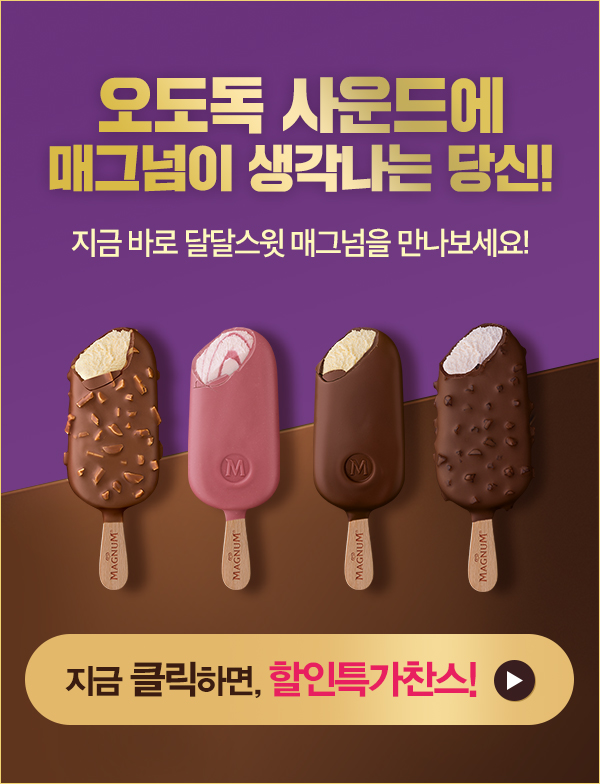 오도독 사운드에
매그넘이 생각나는 당신!
지금 바로 달달스윗 매그넘을 만나보세요!
M
M
MAGNUM
MAGNUM
MAGNUM
MAGNUM
지금 클릭하면, 할인특가찬스!